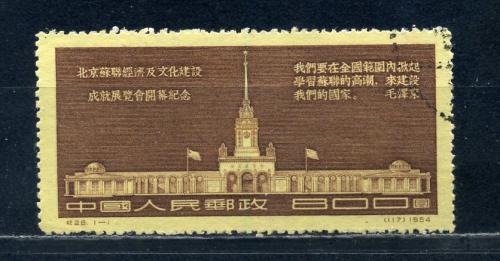 北京蘇聯經濟及文化建設
成就展覽會開幕紀念
我們要在全國範圍內掀起
學習蘇聯的高潮，來建設
我們的國家。 毛澤東
中國人民郵政 800圓
紀28. (一) (117) 1954